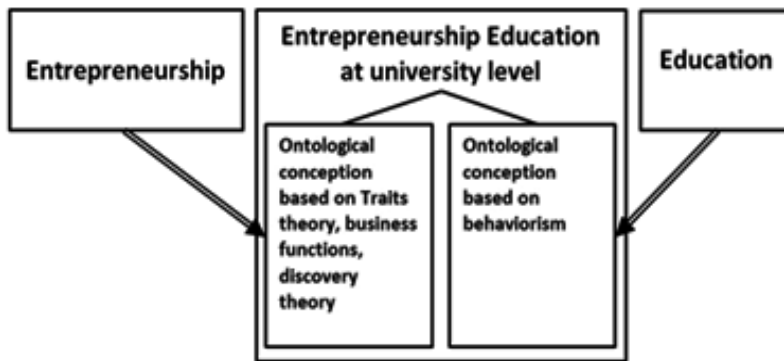 Entrepreneurship
Entrepreneurship Education
at university level
Education
Ontological
conception
based on Traits
theory, business
functions,
discovery
theory
Ontological
conception
based on
behaviorism